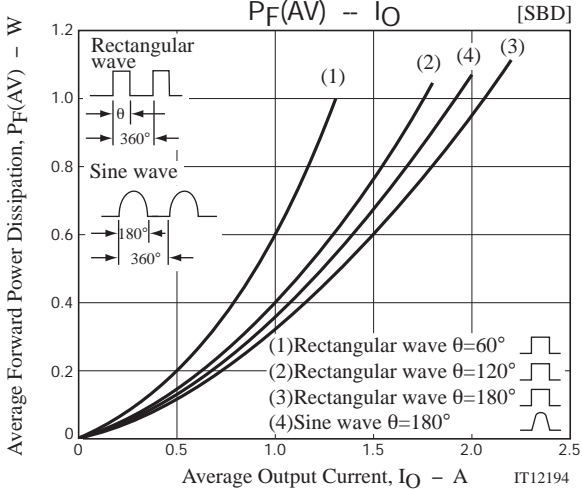 PF(AV) -- IO
[SBD]
Average Forward Power Dissipation, PF(AV) – W
1.2
1.0
0.8
0.6
0.4
0.2
0
Rectangular
wave
θ
360°
Sine wave
180°
360°
(1)
(2)
(4)
(3)
(1)Rectangular wave θ=60°
(2)Rectangular wave θ=120°
(3)Rectangular wave θ=180°
(4)Sine wave θ=180°
0
0.5
1.0
1.5
2.0
2.5
Average Output Current, IO – A
IT12194